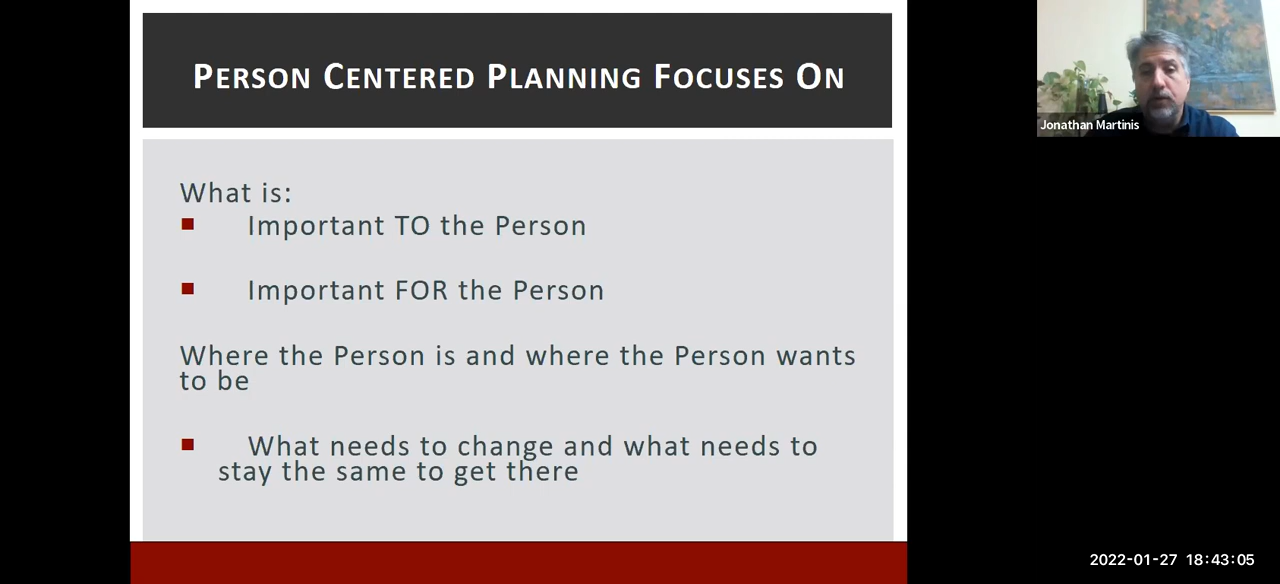 PERSON CENTERED PLANNING FOCUSES ON
Jonathan Martinis
What is:
Important TO the Person
Important FOR the Person
Where the Person is and where the Person wants
to be
What needs to change and what needs to
stay the same to get there
2022-01-27 18:43:05